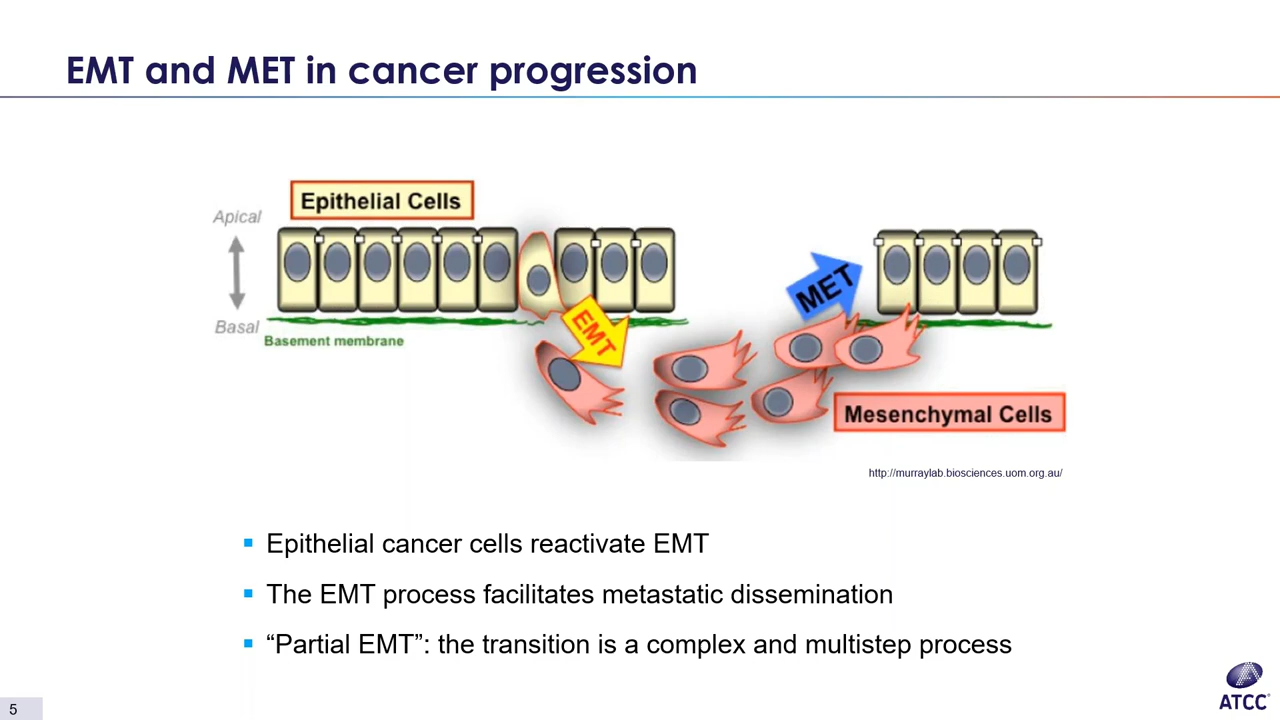 EMT and MET in cancer progression
Epithelial Cells
Apical
Basal
Basement membrane
EMT
MET
Mesenchymal Cells
http://murraylab.biosciences.uom.org.au/
Epithelial cancer cells reactivate EMT
The EMT process facilitates metastatic dissemination
“Partial EMT”: the transition is a complex and multistep process
5
ATCC